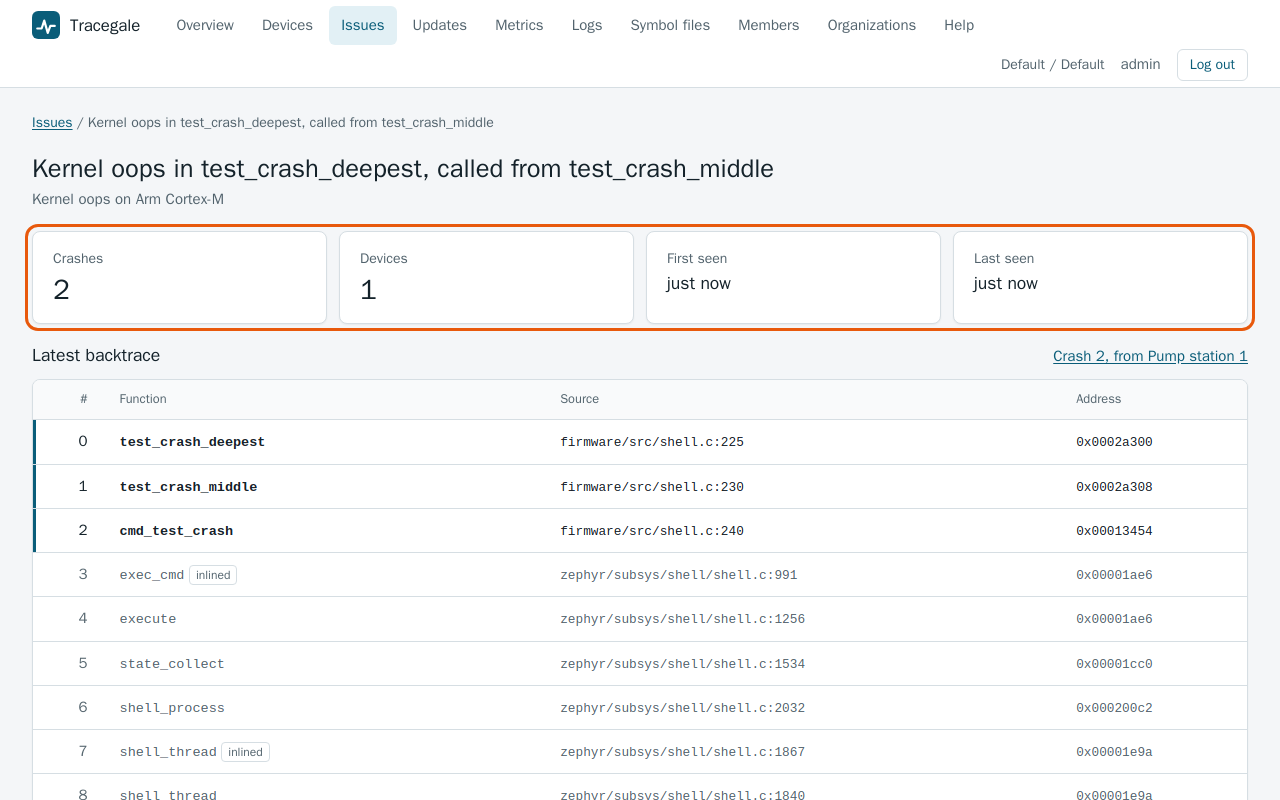 Tracegale
Overview Devices Issues Updates Metrics Logs Symbol files Members Organizations Help
Default / Default admin Log out
Issues / Kernel oops in test_crash_deepest, called from test_crash_middle
Kernel oops in test_crash_deepest, called from test_crash_middle
Kernel oops on Arm Cortex-M
Crashes Devices First seen Last seen
2 1 just now just now
Latest backtrace Crash 2, from Pump station 1
# Function Source Address
0 test_crash_deepest firmware/src/shell.c:225 0x0002a300
1 test_crash_middle firmware/src/shell.c:230 0x0002a308
2 cmd_test_crash firmware/src/shell.c:240 0x00013454
3 exec_cmd inlined zephyr/subsys/shell/shell.c:991 0x00001ae6
4 execute zephyr/subsys/shell/shell.c:1256 0x00001ae6
5 state_collect zephyr/subsys/shell/shell.c:1534 0x00001cc0
6 shell_process zephyr/subsys/shell/shell.c:2032 0x000200c2
7 shell_thread inlined zephyr/subsys/shell/shell.c:1867 0x00001e9a
8 shell_thread zephyr/subsys/shell/shell.c:1840 0x00001e9a